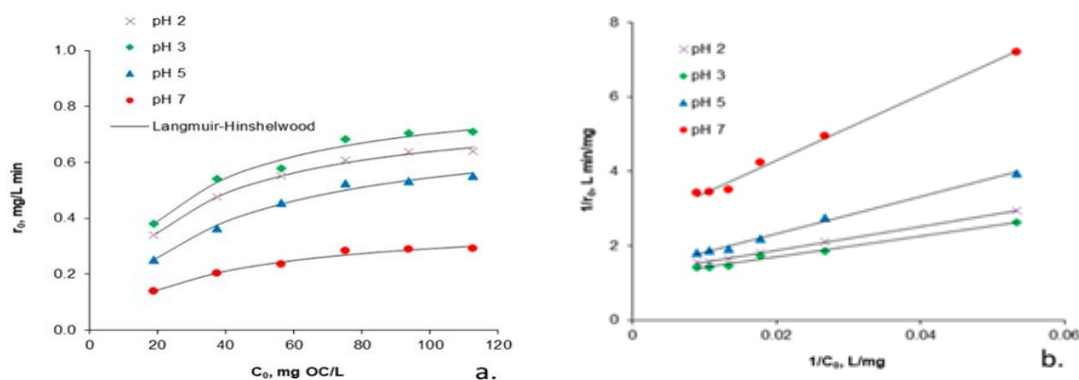 pH 2
pH 3
pH 5
pH 7
Langmuir-Hinshelwood
1.0
0.8
0.6
0.4
0.2
0.0
r₀, mg/L min
0 20 40 60 80 100 120
C₀, mg OC/L
a.
8
6
4
2
0
1/r₀, L min/mg
pH 2
pH 3
pH 5
pH 7
0 0.02 0.04 0.06
1/C₀, L/mg
b.